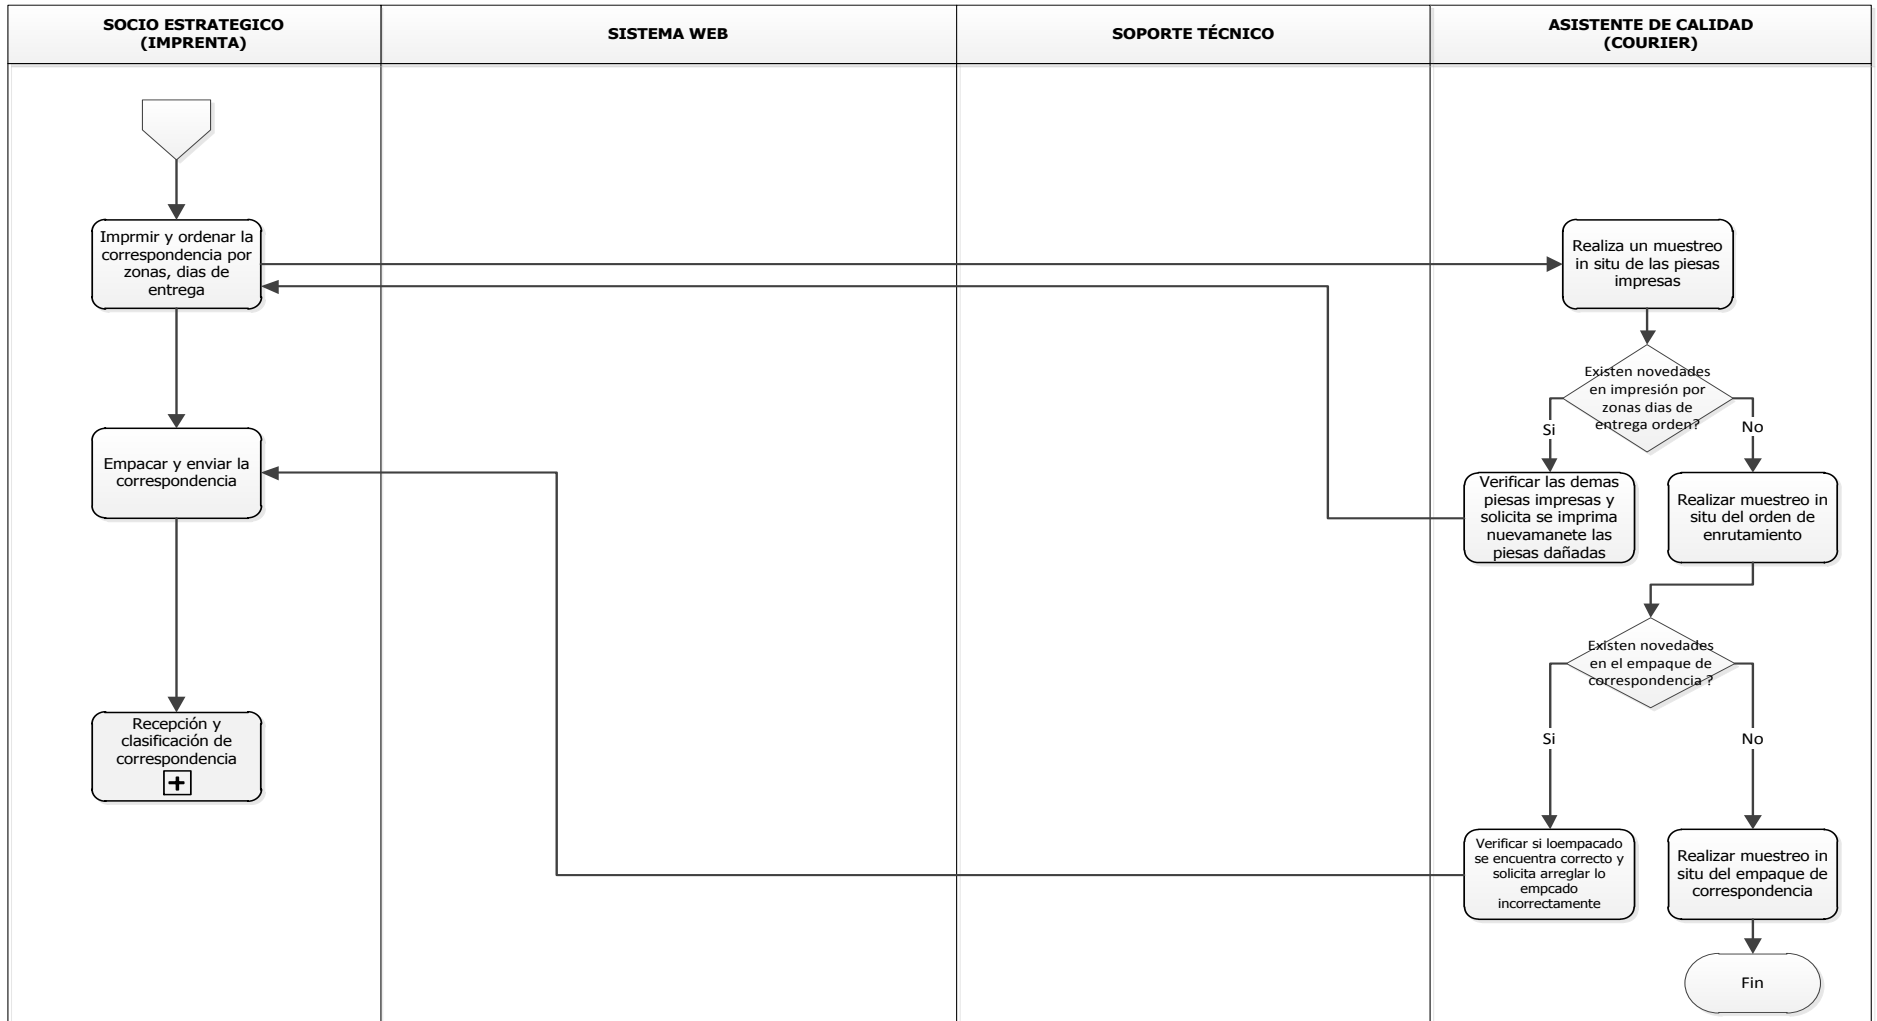 SOCIO ESTRATEGICO
(IMPRENTA)
SISTEMA WEB
SOPORTE TÉCNICO
ASISTENTE DE CALIDAD
(COURIER)
Imprmir y ordenar la
correspondencia por
zonas, dias de
entrega
Realiza un muestreo
in situ de las piesas
impresas
Existen novedades
en impresión por
zonas dias de
entrega orden?
Si
No
Empacar y enviar la
correspondencia
Verificar las demas
piesas impresas y
solicita se imprima
nuevamanete las
piesas dañadas
Realizar muestreo in
situ del orden de
enrutamiento
Existen novedades
en el empaque de
correspondencia ?
Recepción y
clasificación de
correspondencia
Si
No
Verificar si loempacado
se encuentra correcto y
solicita arreglar lo
empcado
incorrectamente
Realizar muestreo in
situ del empaque de
correspondencia
Fin